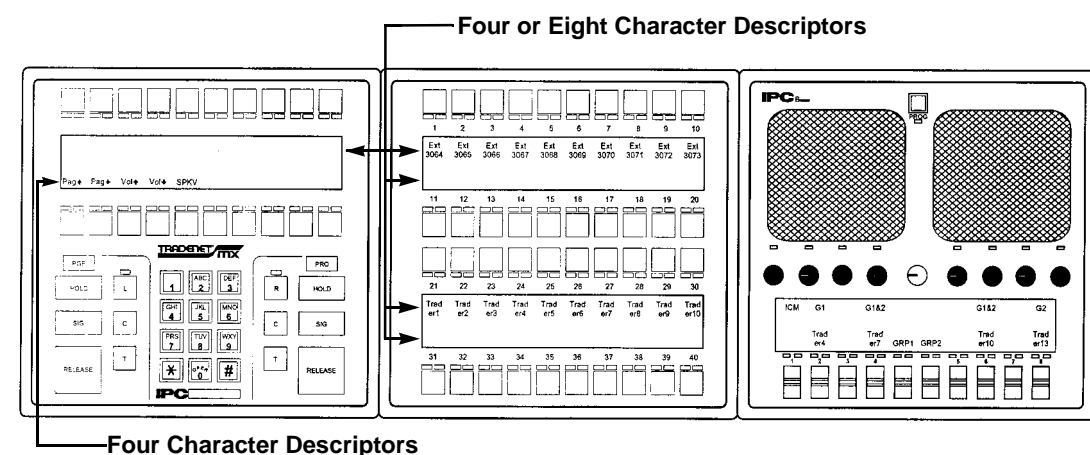 Four or Eight Character Descriptors
Pag↑ Pag↓ Vol↑ Vol↓ SPKV
TRADENET MX
PGE
HOLD
L
SIG
C
RELEASE
T
1 ABC 2 DEF 3
GHI 4 JKL 5 MNO 6
PRS 7 TUV 8 WXY 9
* OPER 0 #
R
PRG
HOLD
C
SIG
T
RELEASE
IPC
1 2 3 4 5 6 7 8 9 10
Ext Ext Ext Ext Ext Ext Ext Ext Ext Ext
3064 3065 3066 3067 3068 3069 3070 3071 3072 3073
11 12 13 14 15 16 17 18 19 20
21 22 23 24 25 26 27 28 29 30
Trad Trad Trad Trad Trad Trad Trad Trad Trad Trad
er1 er2 er3 er4 er5 er6 er7 er8 er9 er10
31 32 33 34 35 36 37 38 39 40
IPC
PROG
ICM G1 G1&2 G1&2 G2
Trad Trad Trad Trad
er4 er7 GRP1 GRP2 er10 er13
1 2 3 4 5 6 7 8
Four Character Descriptors